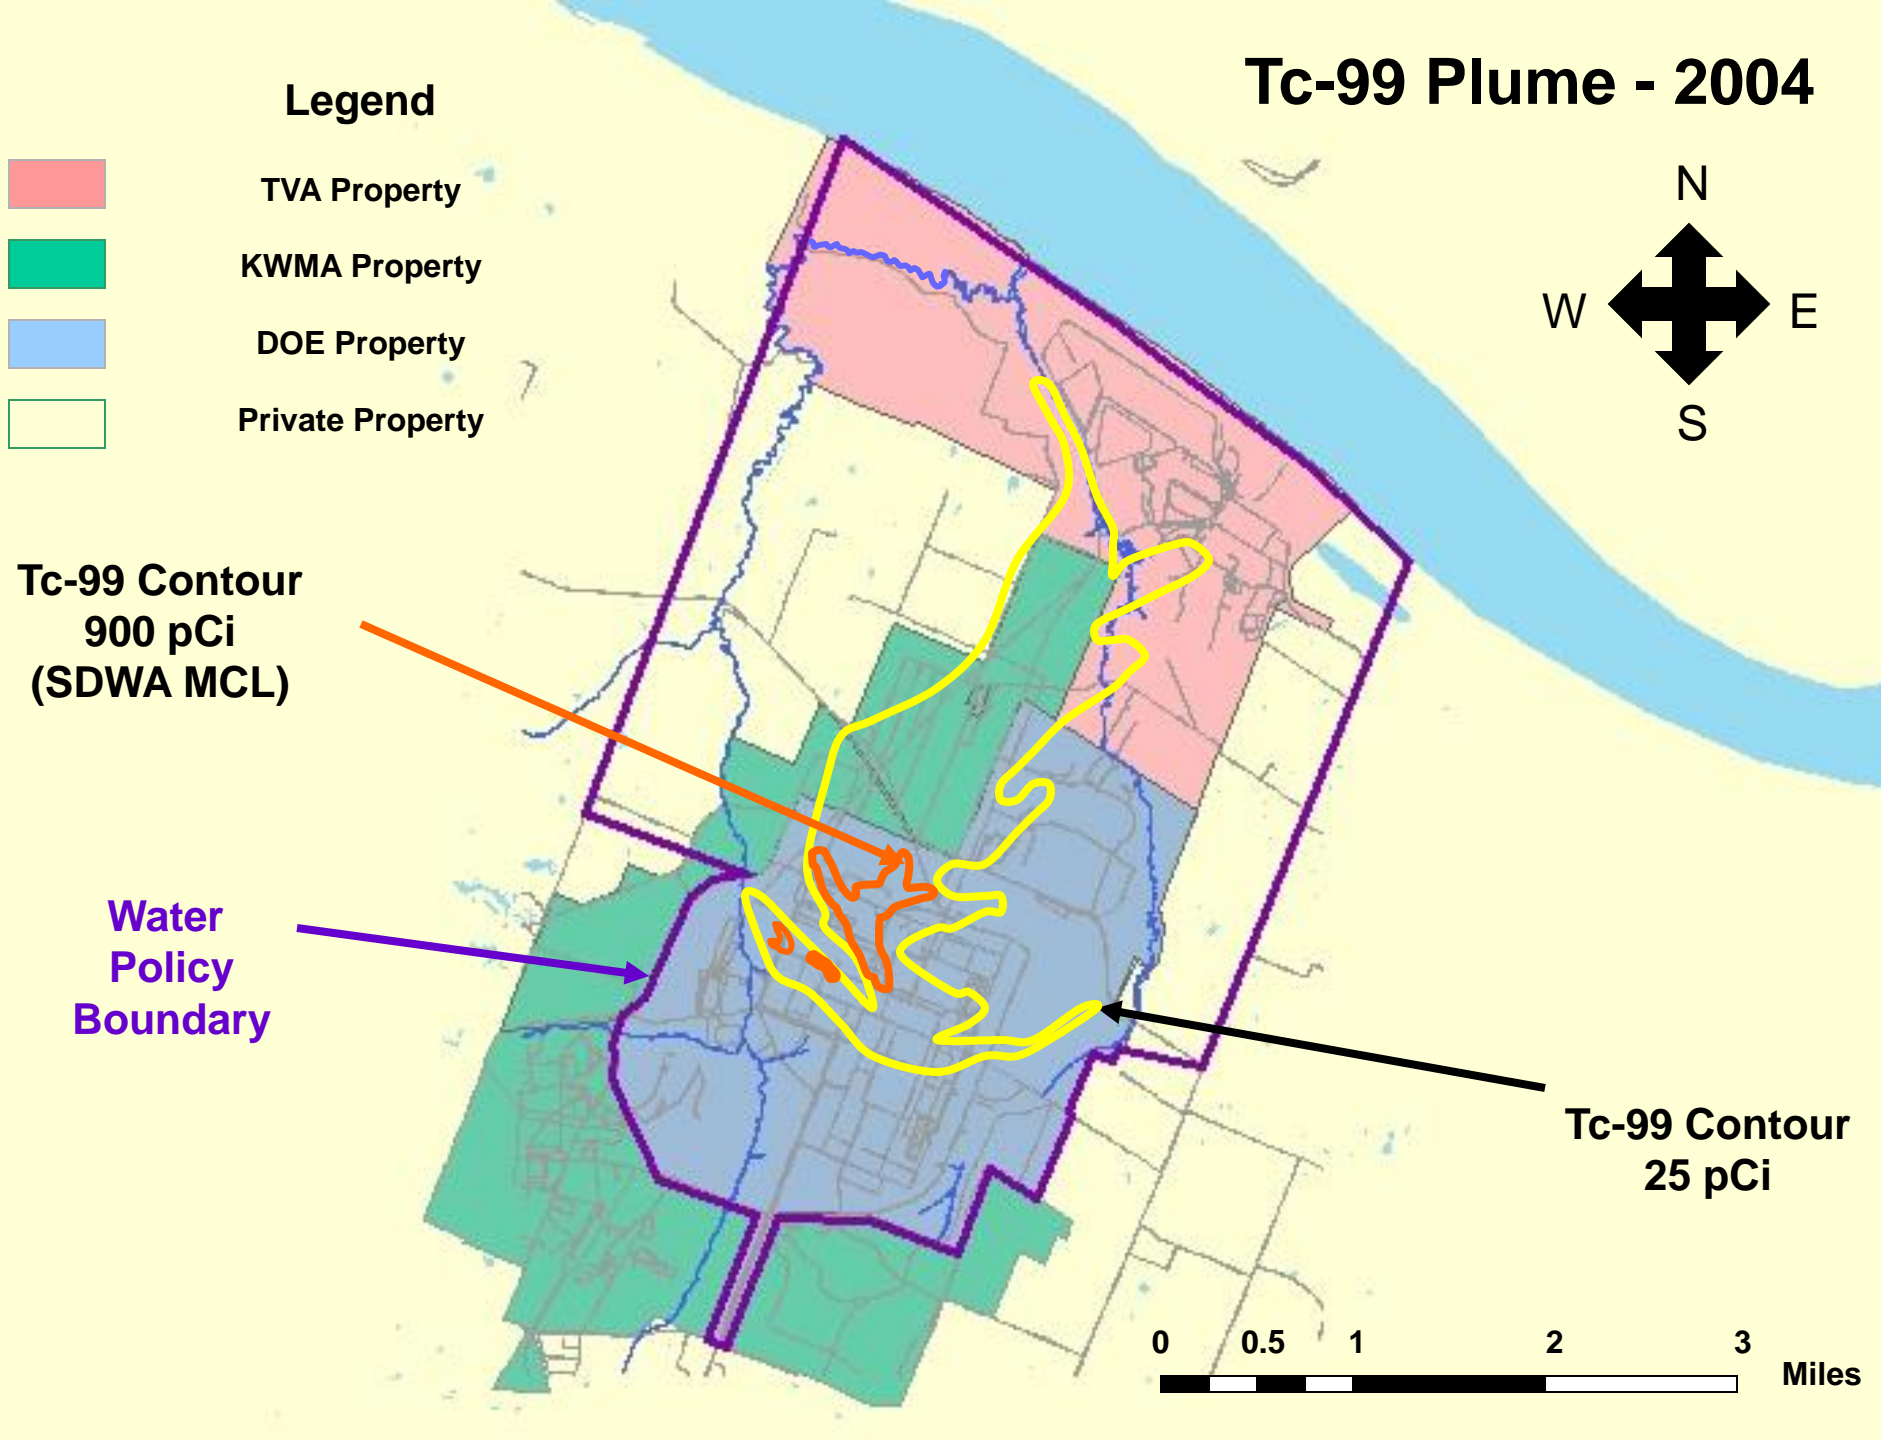 Tc-99 Plume - 2004
Legend
TVA Property
KWMA Property
DOE Property
Private Property
N
W
E
S
Tc-99 Contour
900 pCi
(SDWA MCL)
Water
Policy
Boundary
Tc-99 Contour
25 pCi
0 0.5 1 2 3
Miles